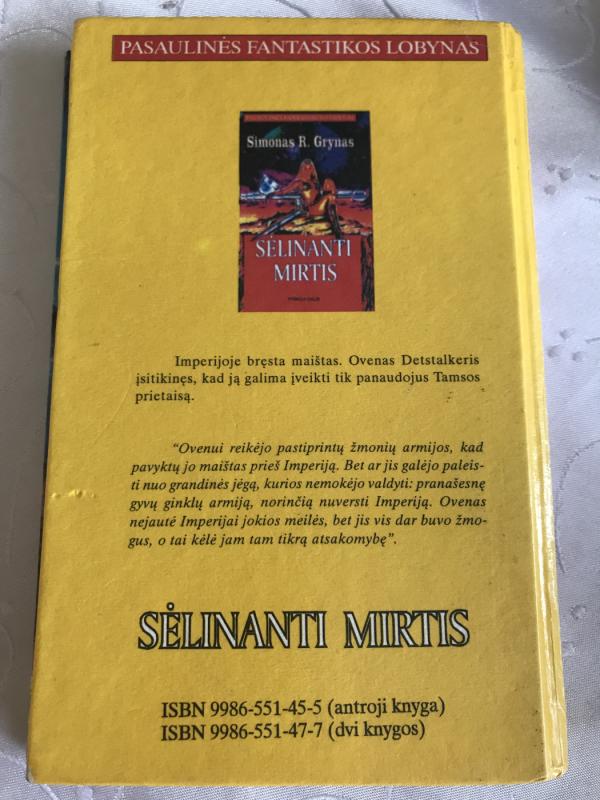 PASAULINĖS FANTASTIKOS LOBYNAS
Simonas R. Grynas
SĖLINANTI
MIRTIS
Imperijoje bręsta maištas. Ovenas Detstalkeris
įsitikinęs, kad ją galima įveikti tik panaudojus Tamsos
prietaisą.
“Ovenui reikėjo pastiprintų žmonių armijos, kad
pavyktų jo maištas prieš Imperiją. Bet ar jis galėjo paleis-
ti nuo grandinės jėgą, kurios nemokėjo valdyti: pranašesnę
gyvų ginklų armiją, norinčią nuversti Imperiją. Ovenas
nejautė Imperijai jokios meilės, bet jis vis dar buvo žmo-
gus, o tai kėlė jam tam tikrą atsakomybę”.
SĖLINANTI MIRTIS
ISBN 9986-551-45-5 (antroji knyga)
ISBN 9986-551-47-7 (dvi knygos)